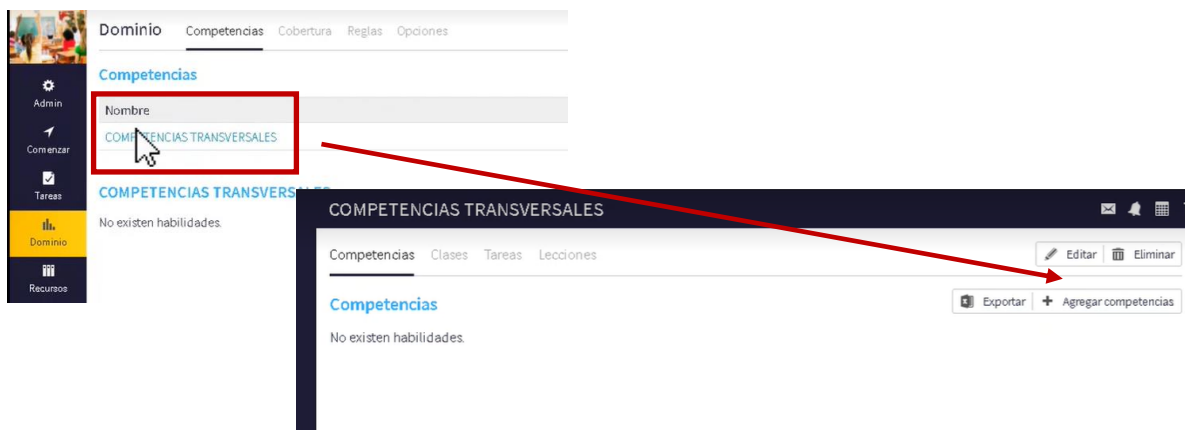 Dominio Competencias Cobertura Reglas Opciones
Admin
Comenzar
Tareas
Dominio
Recursos
Competencias
Nombre
COMPETENCIAS TRANSVERSALES
COMPETENCIAS TRANSVERSALES
No existen habilidades.
COMPETENCIAS TRANSVERSALES
Competencias Clases Tareas Lecciones
Editar Eliminar
Competencias
Exportar + Agregar competencias
No existen habilidades.